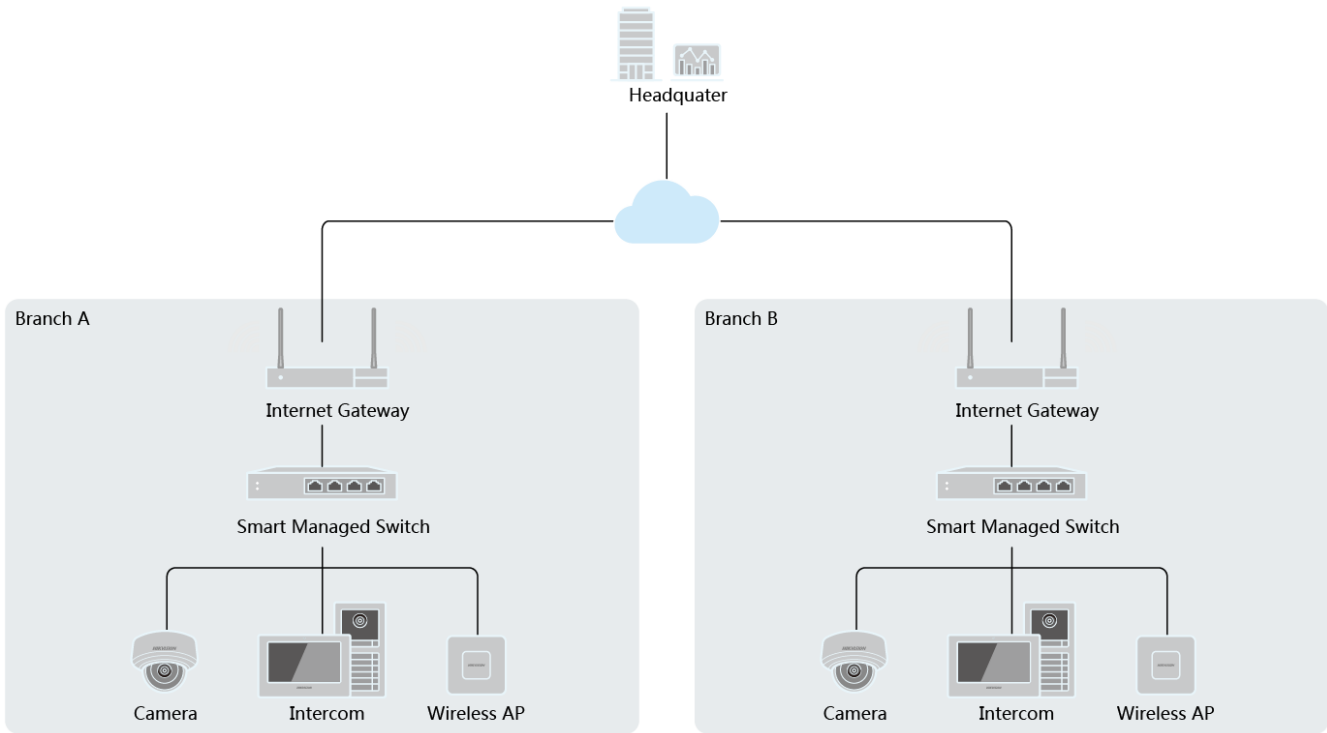 Headquater
Branch A
Branch B
Internet Gateway
Internet Gateway
Smart Managed Switch
Smart Managed Switch
Camera
Intercom
Wireless AP
Camera
Intercom
Wireless AP